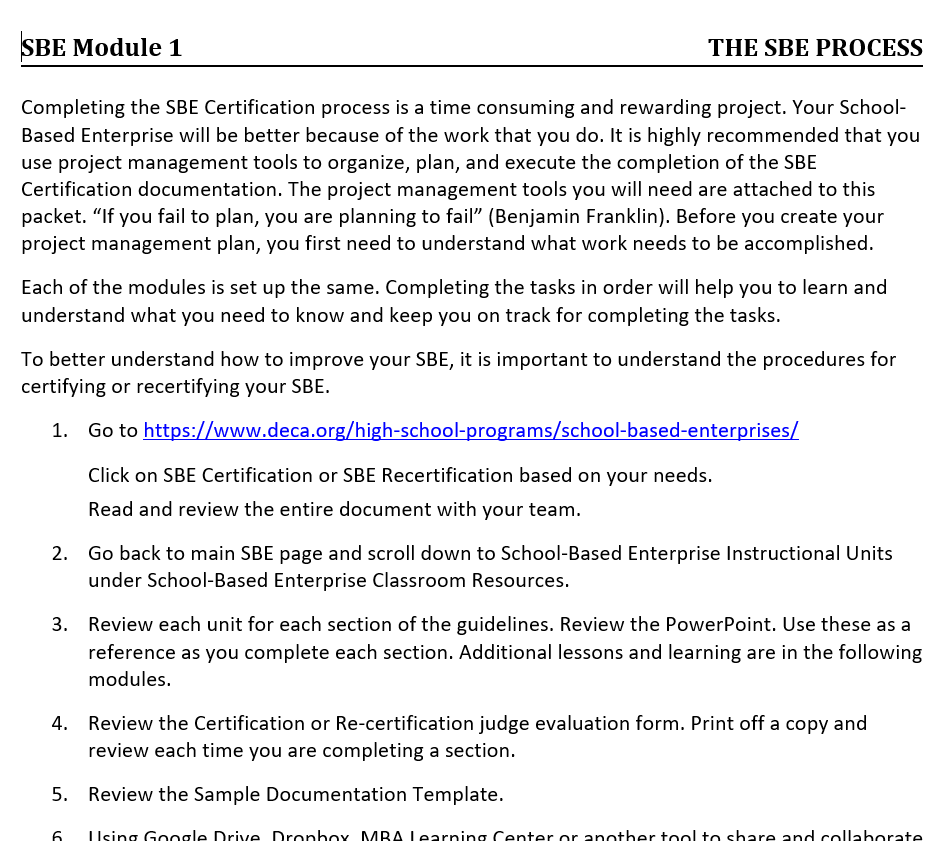 SBE Module 1 THE SBE PROCESS
Completing the SBE Certification process is a time consuming and rewarding project. Your School-
Based Enterprise will be better because of the work that you do. It is highly recommended that you
use project management tools to organize, plan, and execute the completion of the SBE
Certification documentation. The project management tools you will need are attached to this
packet. “If you fail to plan, you are planning to fail” (Benjamin Franklin). Before you create your
project management plan, you first need to understand what work needs to be accomplished.
Each of the modules is set up the same. Completing the tasks in order will help you to learn and
understand what you need to know and keep you on track for completing the tasks.
To better understand how to improve your SBE, it is important to understand the procedures for
certifying or recertifying your SBE.
1. Go to https://www.deca.org/high-school-programs/school-based-enterprises/
Click on SBE Certification or SBE Recertification based on your needs.
Read and review the entire document with your team.
2. Go back to main SBE page and scroll down to School-Based Enterprise Instructional Units
under School-Based Enterprise Classroom Resources.
3. Review each unit for each section of the guidelines. Review the PowerPoint. Use these as a
reference as you complete each section. Additional lessons and learning are in the following
modules.
4. Review the Certification or Re-certification judge evaluation form. Print off a copy and
review each time you are completing a section.
5. Review the Sample Documentation Template.
6. Using Google Drive, Dropbox, MBA Learning Center or another tool to share and collaborate